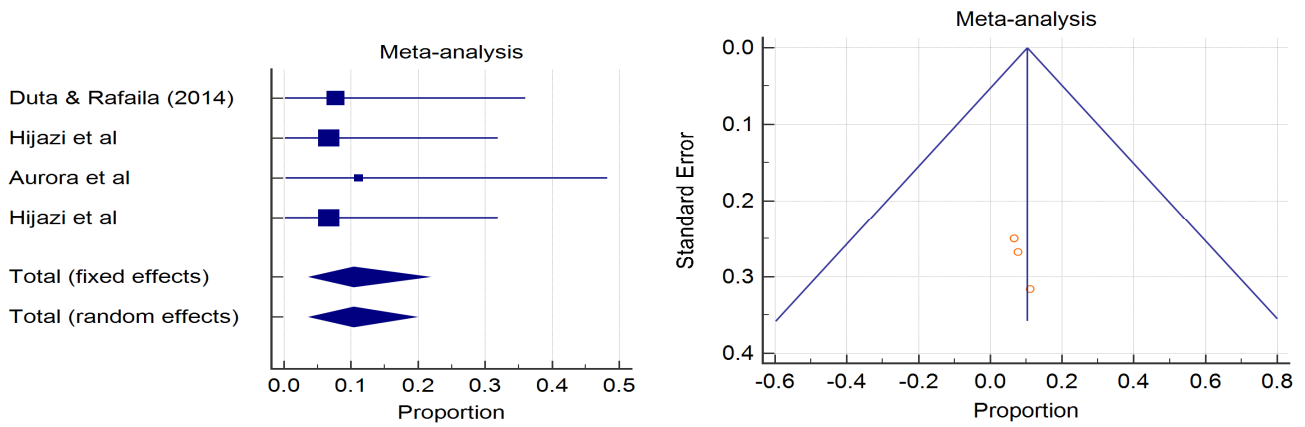 Meta-analysis
Duta & Rafaila (2014)
Hijazi et al
Aurora et al
Hijazi et al
Total (fixed effects)
Total (random effects)
0.0 0.1 0.2 0.3 0.4 0.5
Proportion
Meta-analysis
Standard Error
0.0
0.1
0.2
0.3
0.4
-0.6 -0.4 -0.2 0.0 0.2 0.4 0.6 0.8
Proportion